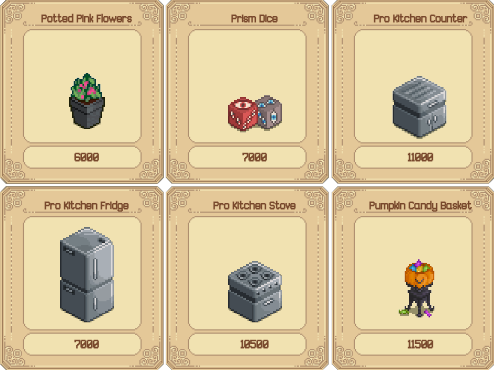 Potted Pink Flowers
Prism Dice
Pro Kitchen Counter
6000
7000
11000
Pro Kitchen Fridge
Pro Kitchen Stove
Pumpkin Candy Basket
7000
10500
11500